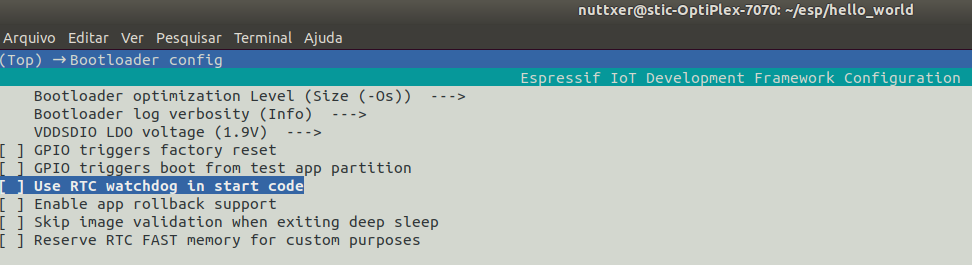 nuttxer@stic-OptiPlex-7070: ~/esp/hello_world
Arquivo Editar Ver Pesquisar Terminal Ajuda
(Top) → Bootloader config
Espressif IoT Development Framework Configuration
Bootloader optimization Level (Size (-Os))  --->
Bootloader log verbosity (Info)  --->
VDDSDIO LDO voltage (1.9V)  --->
[ ] GPIO triggers factory reset
[ ] GPIO triggers boot from test app partition
[ ] Use RTC watchdog in start code
[ ] Enable app rollback support
[ ] Skip image validation when exiting deep sleep
[ ] Reserve RTC FAST memory for custom purposes